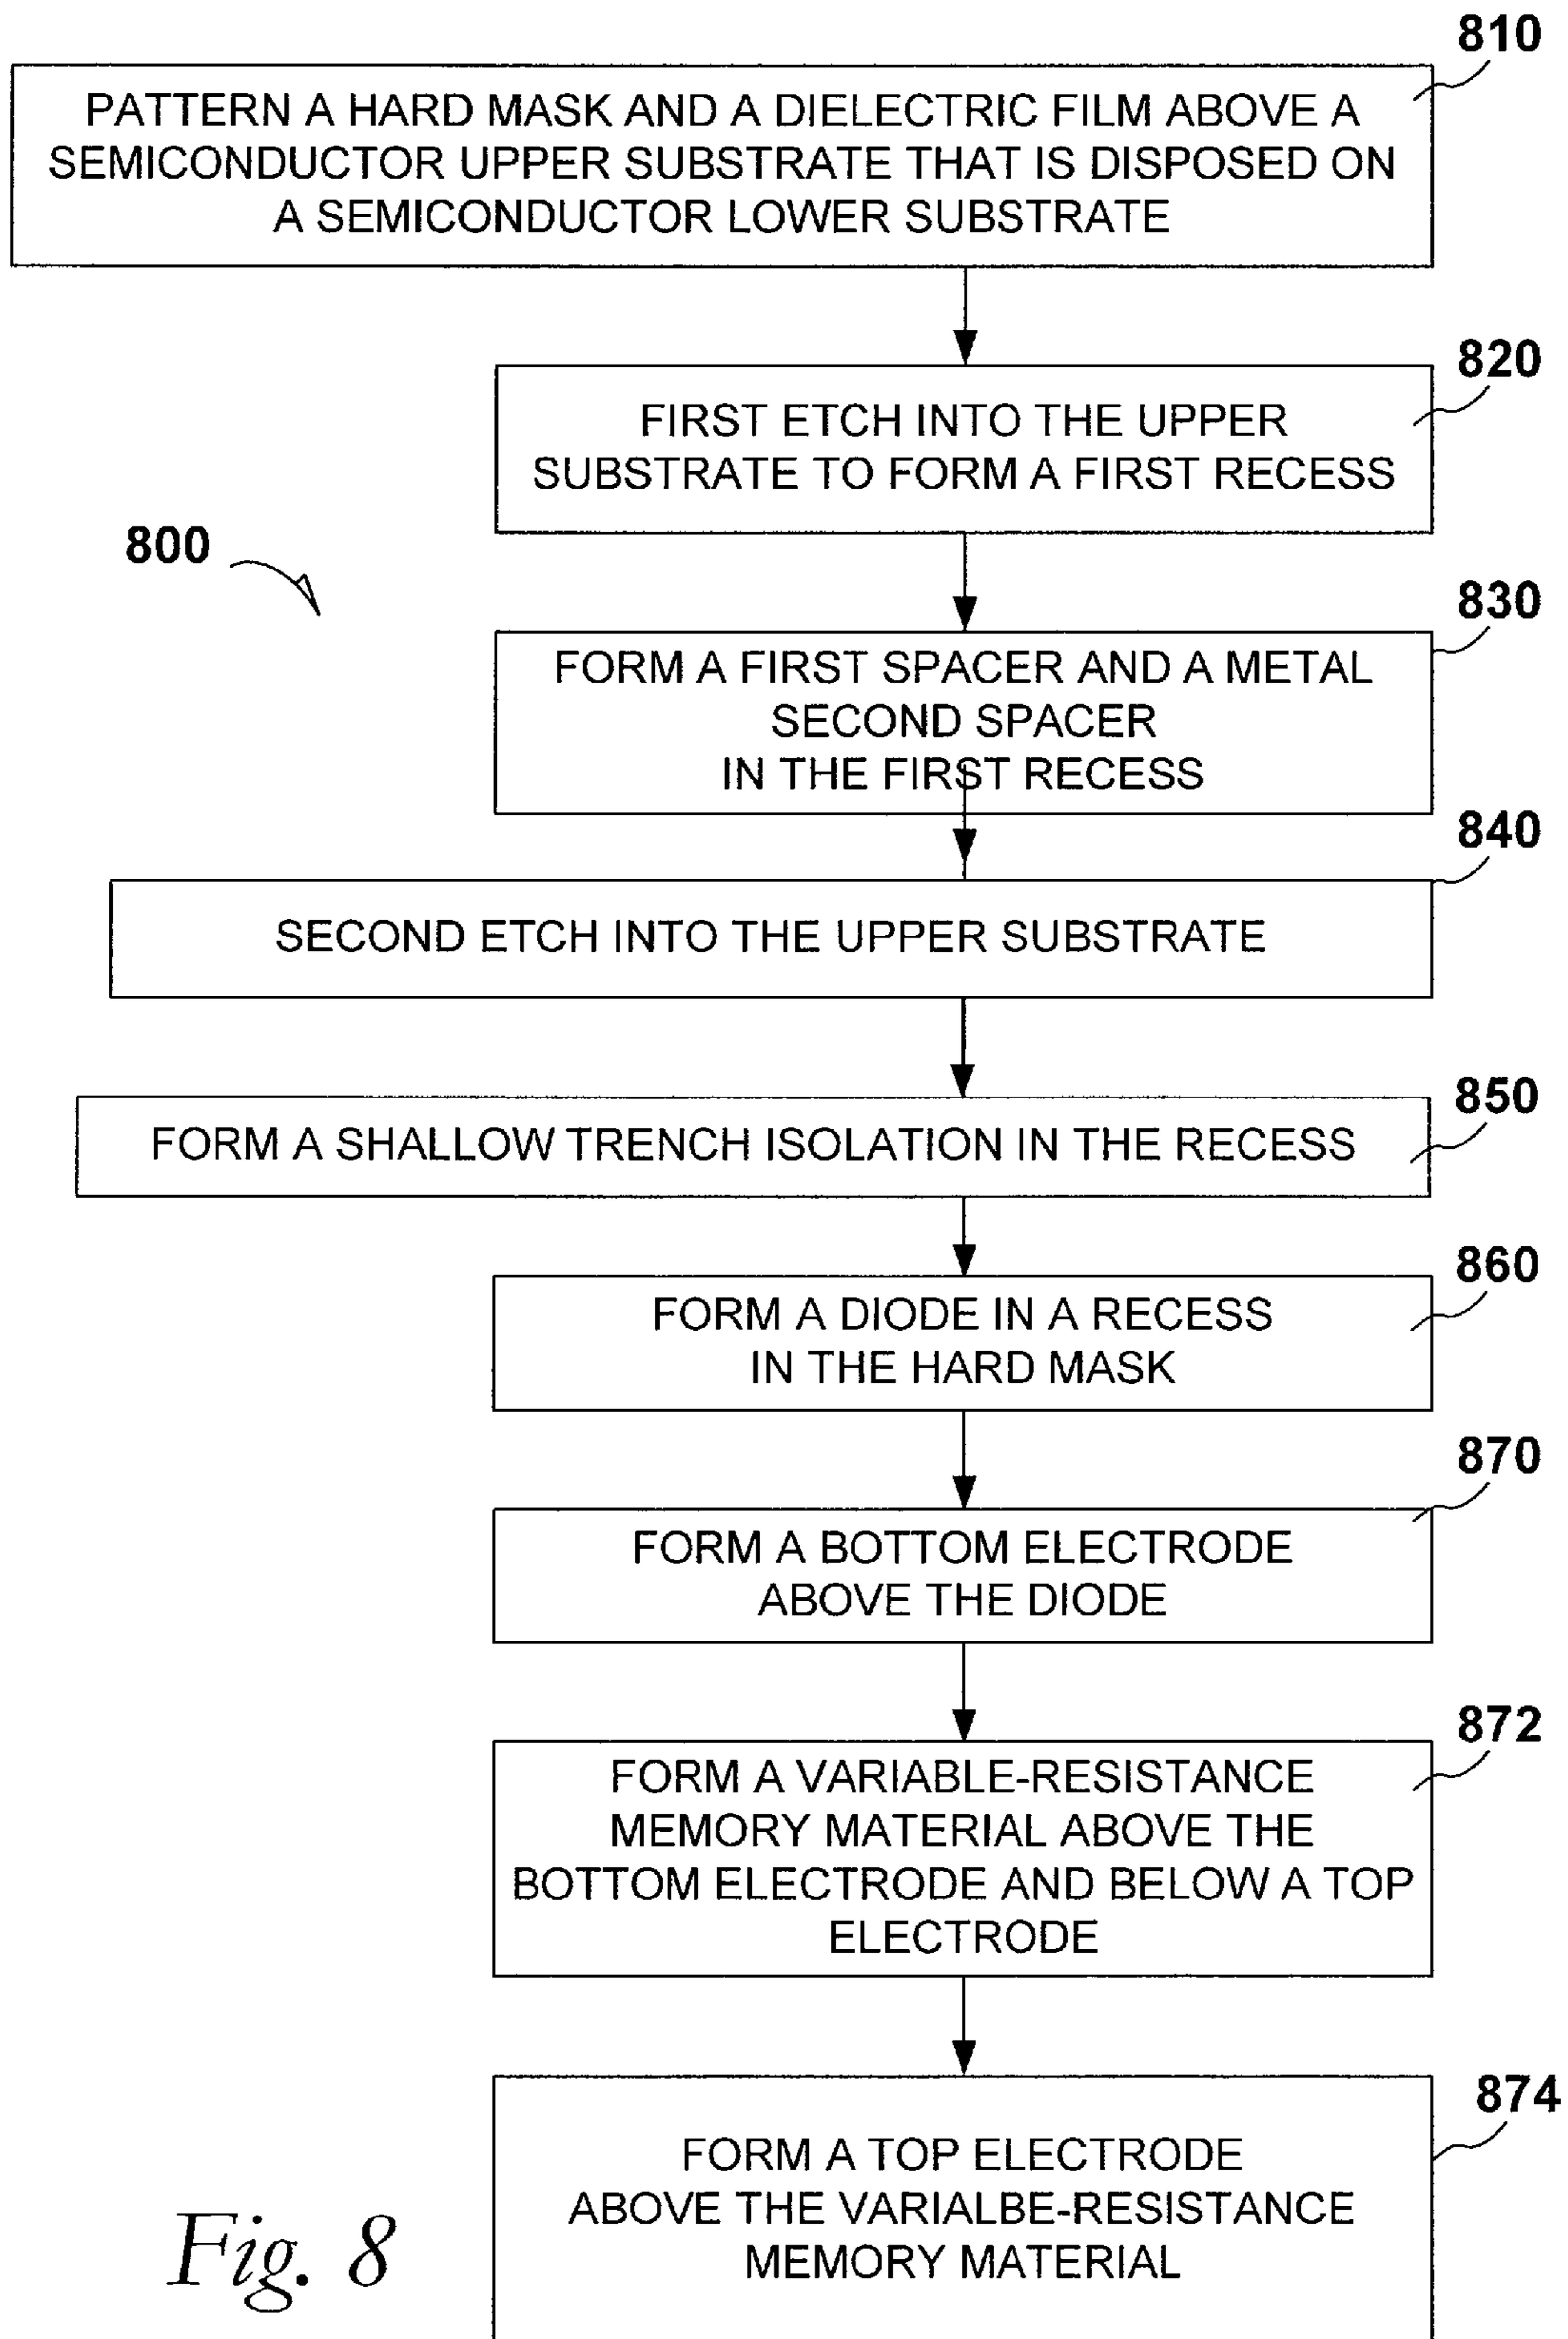 810
PATTERN A HARD MASK AND A DIELECTRIC FILM ABOVE A
SEMICONDUCTOR UPPER SUBSTRATE THAT IS DISPOSED ON
A SEMICONDUCTOR LOWER SUBSTRATE
820
FIRST ETCH INTO THE UPPER
SUBSTRATE TO FORM A FIRST RECESS
800
830
FORM A FIRST SPACER AND A METAL
SECOND SPACER
IN THE FIRST RECESS
840
SECOND ETCH INTO THE UPPER SUBSTRATE
850
FORM A SHALLOW TRENCH ISOLATION IN THE RECESS
860
FORM A DIODE IN A RECESS
IN THE HARD MASK
870
FORM A BOTTOM ELECTRODE
ABOVE THE DIODE
872
FORM A VARIABLE-RESISTANCE
MEMORY MATERIAL ABOVE THE
BOTTOM ELECTRODE AND BELOW A TOP
ELECTRODE
874
FORM A TOP ELECTRODE
ABOVE THE VARIALBE-RESISTANCE
MEMORY MATERIAL
Fig. 8